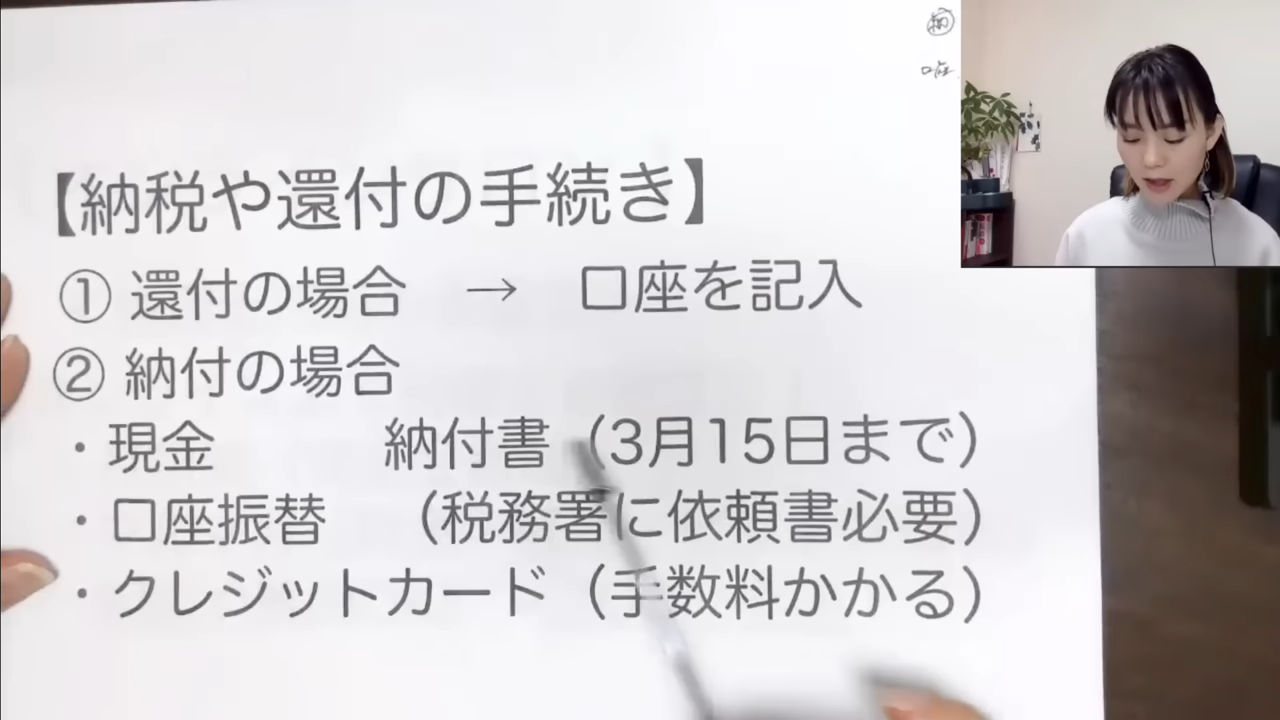 【納税や還付の手続き】
① 還付の場合 → 口座を記入
② 納付の場合
・現金 納付書（3月15日まで）
・口座振替 （税務署に依頼書必要）
・クレジットカード（手数料かかる）